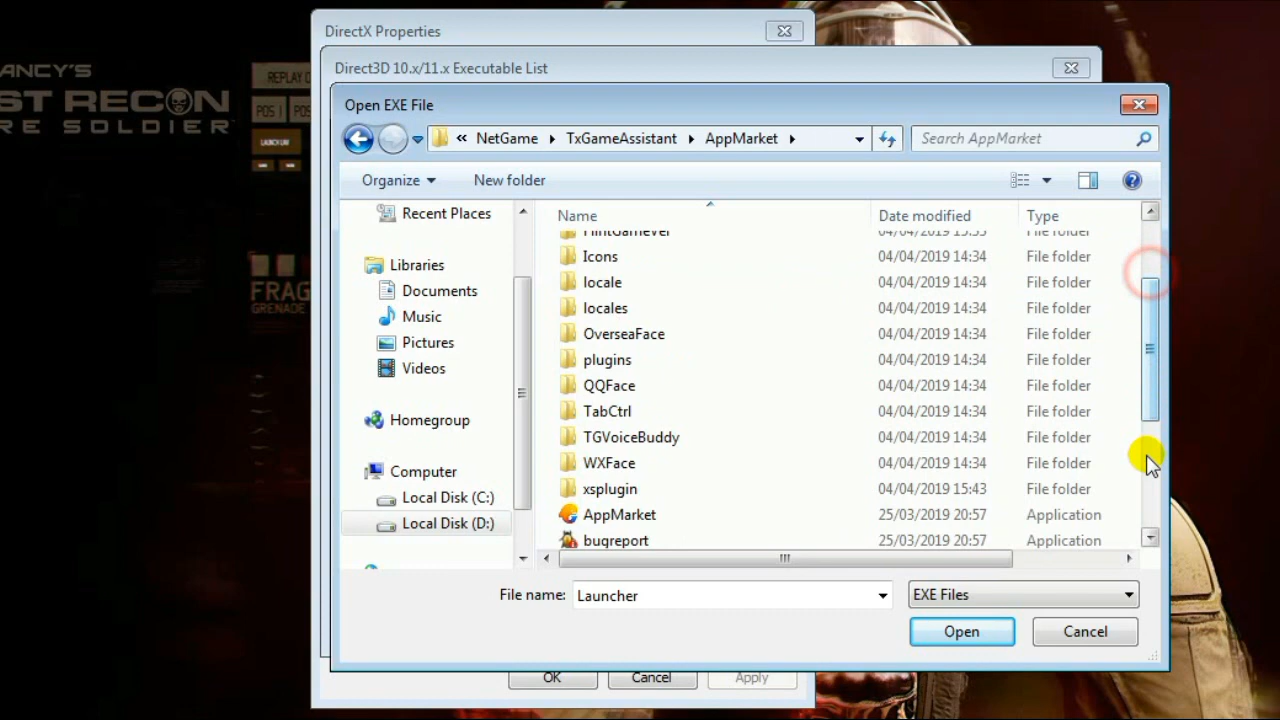 DirectX Properties
Direct3D 10.x/11.x Executable List
Open EXE File
« NetGame TxGameAssistant AppMarket
Search AppMarket
Organize
New folder
Recent Places
Libraries
Documents
Music
Pictures
Videos
Homegroup
Computer
Local Disk (C:)
Local Disk (D:)
Name Date modified Type
Icons 04/04/2019 14:34 File folder
locale 04/04/2019 14:34 File folder
locales 04/04/2019 14:34 File folder
OverseaFace 04/04/2019 14:34 File folder
plugins 04/04/2019 14:34 File folder
QQFace 04/04/2019 14:34 File folder
TabCtrl 04/04/2019 14:34 File folder
TGVoiceBuddy 04/04/2019 14:34 File folder
WXFace 04/04/2019 14:34 File folder
xsplugin 04/04/2019 15:43 File folder
AppMarket 25/03/2019 20:57 Application
bugreport 25/03/2019 20:57 Application
File name: Launcher
EXE Files
Open
Cancel
OK
Cancel
Apply
ANCY'S
ST RECON
RE SOLDIER
REPLAY
POS 1
FRAG
GRENADE